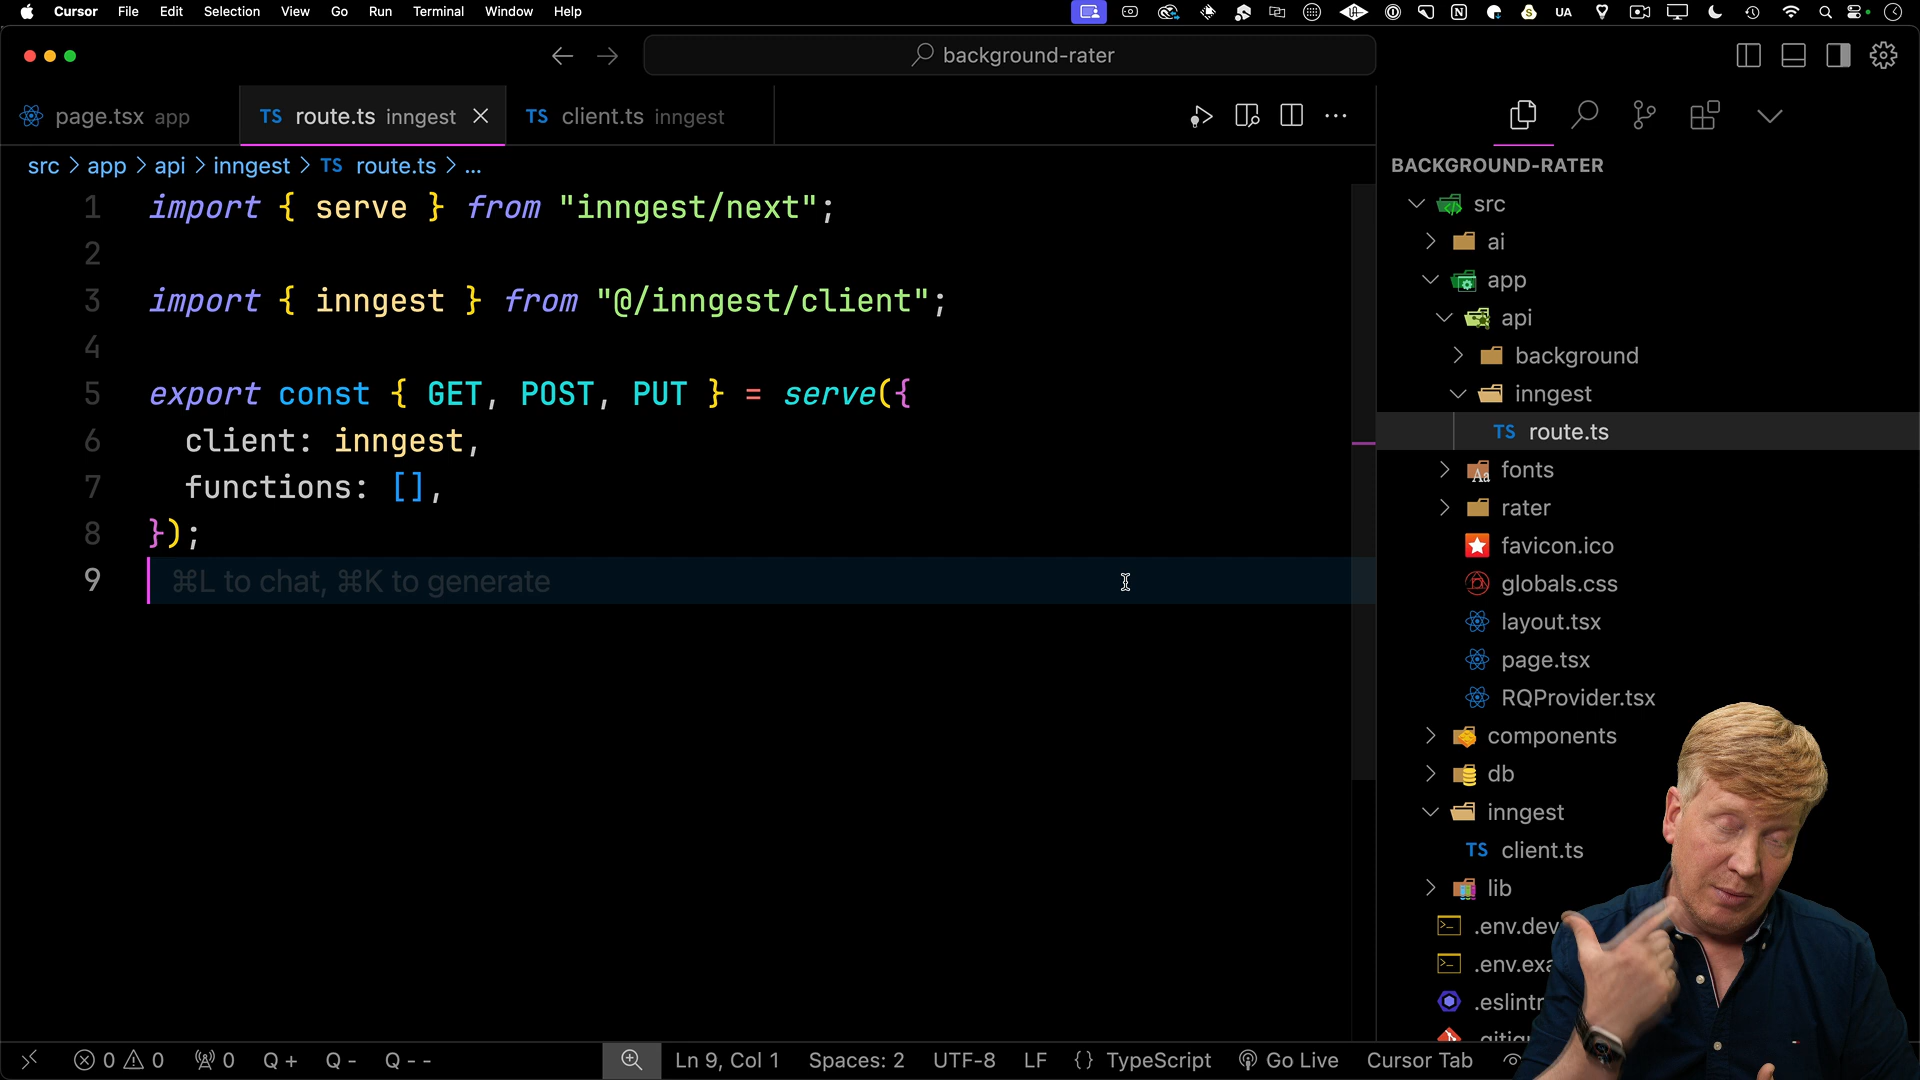 Cursor File Edit Selection View Go Run Terminal Window Help UA
background-rater
page.tsx app TS route.ts inngest TS client.ts inngest
src > app > api > inngest > TS route.ts > ...
1 import { serve } from "inngest/next";
2
3 import { inngest } from "@/inngest/client";
4
5 export const { GET, POST, PUT } = serve({
6 client: inngest,
7 functions: [],
8 });
9 ⌘L to chat, ⌘K to generate
BACKGROUND-RATER
src
ai
app
api
background
inngest
TS route.ts
fonts
rater
favicon.ico
globals.css
layout.tsx
page.tsx
RQProvider.tsx
components
db
inngest
TS client.ts
lib
.env.dev
.env.exa
.eslintr
0 0 0 Q + Q - Q -- Ln 9, Col 1 Spaces: 2 UTF-8 LF {} TypeScript Go Live Cursor Tab